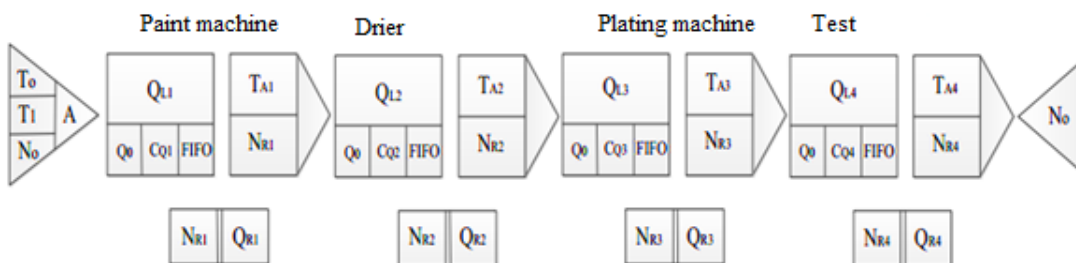 Paint machine Drier Plating machine Test
T0 QL1 TA1 QL2 TA2 QL3 TA3 QL4 TA4
T1 A N0
N0 Q0 CQ1 FIFO NR1 Q0 CQ2 FIFO NR2 Q0 CQ3 FIFO NR3 Q0 CQ4 FIFO NR4
NR1 QR1 NR2 QR2 NR3 QR3 NR4 QR4